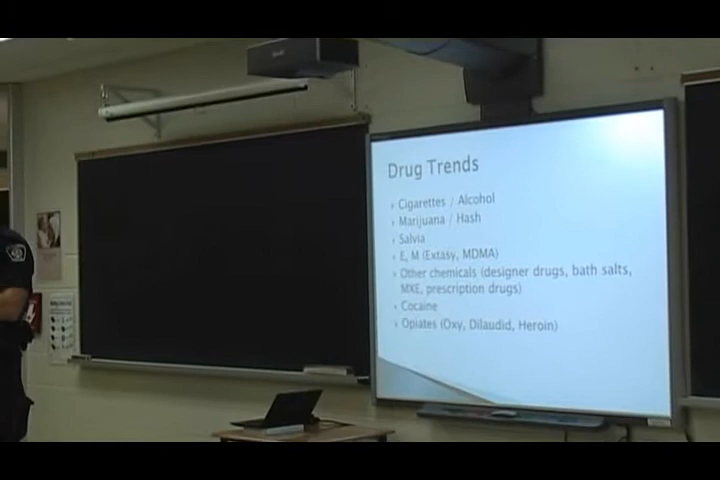 Drug Trends
Cigarettes / Alcohol
Marijuana / Hash
Salvia
E, M (Extasy, MDMA)
Other chemicals (designer drugs, bath salts,
MXE, prescription drugs)
Cocaine
Opiates (Oxy, Dilaudid, Heroin)